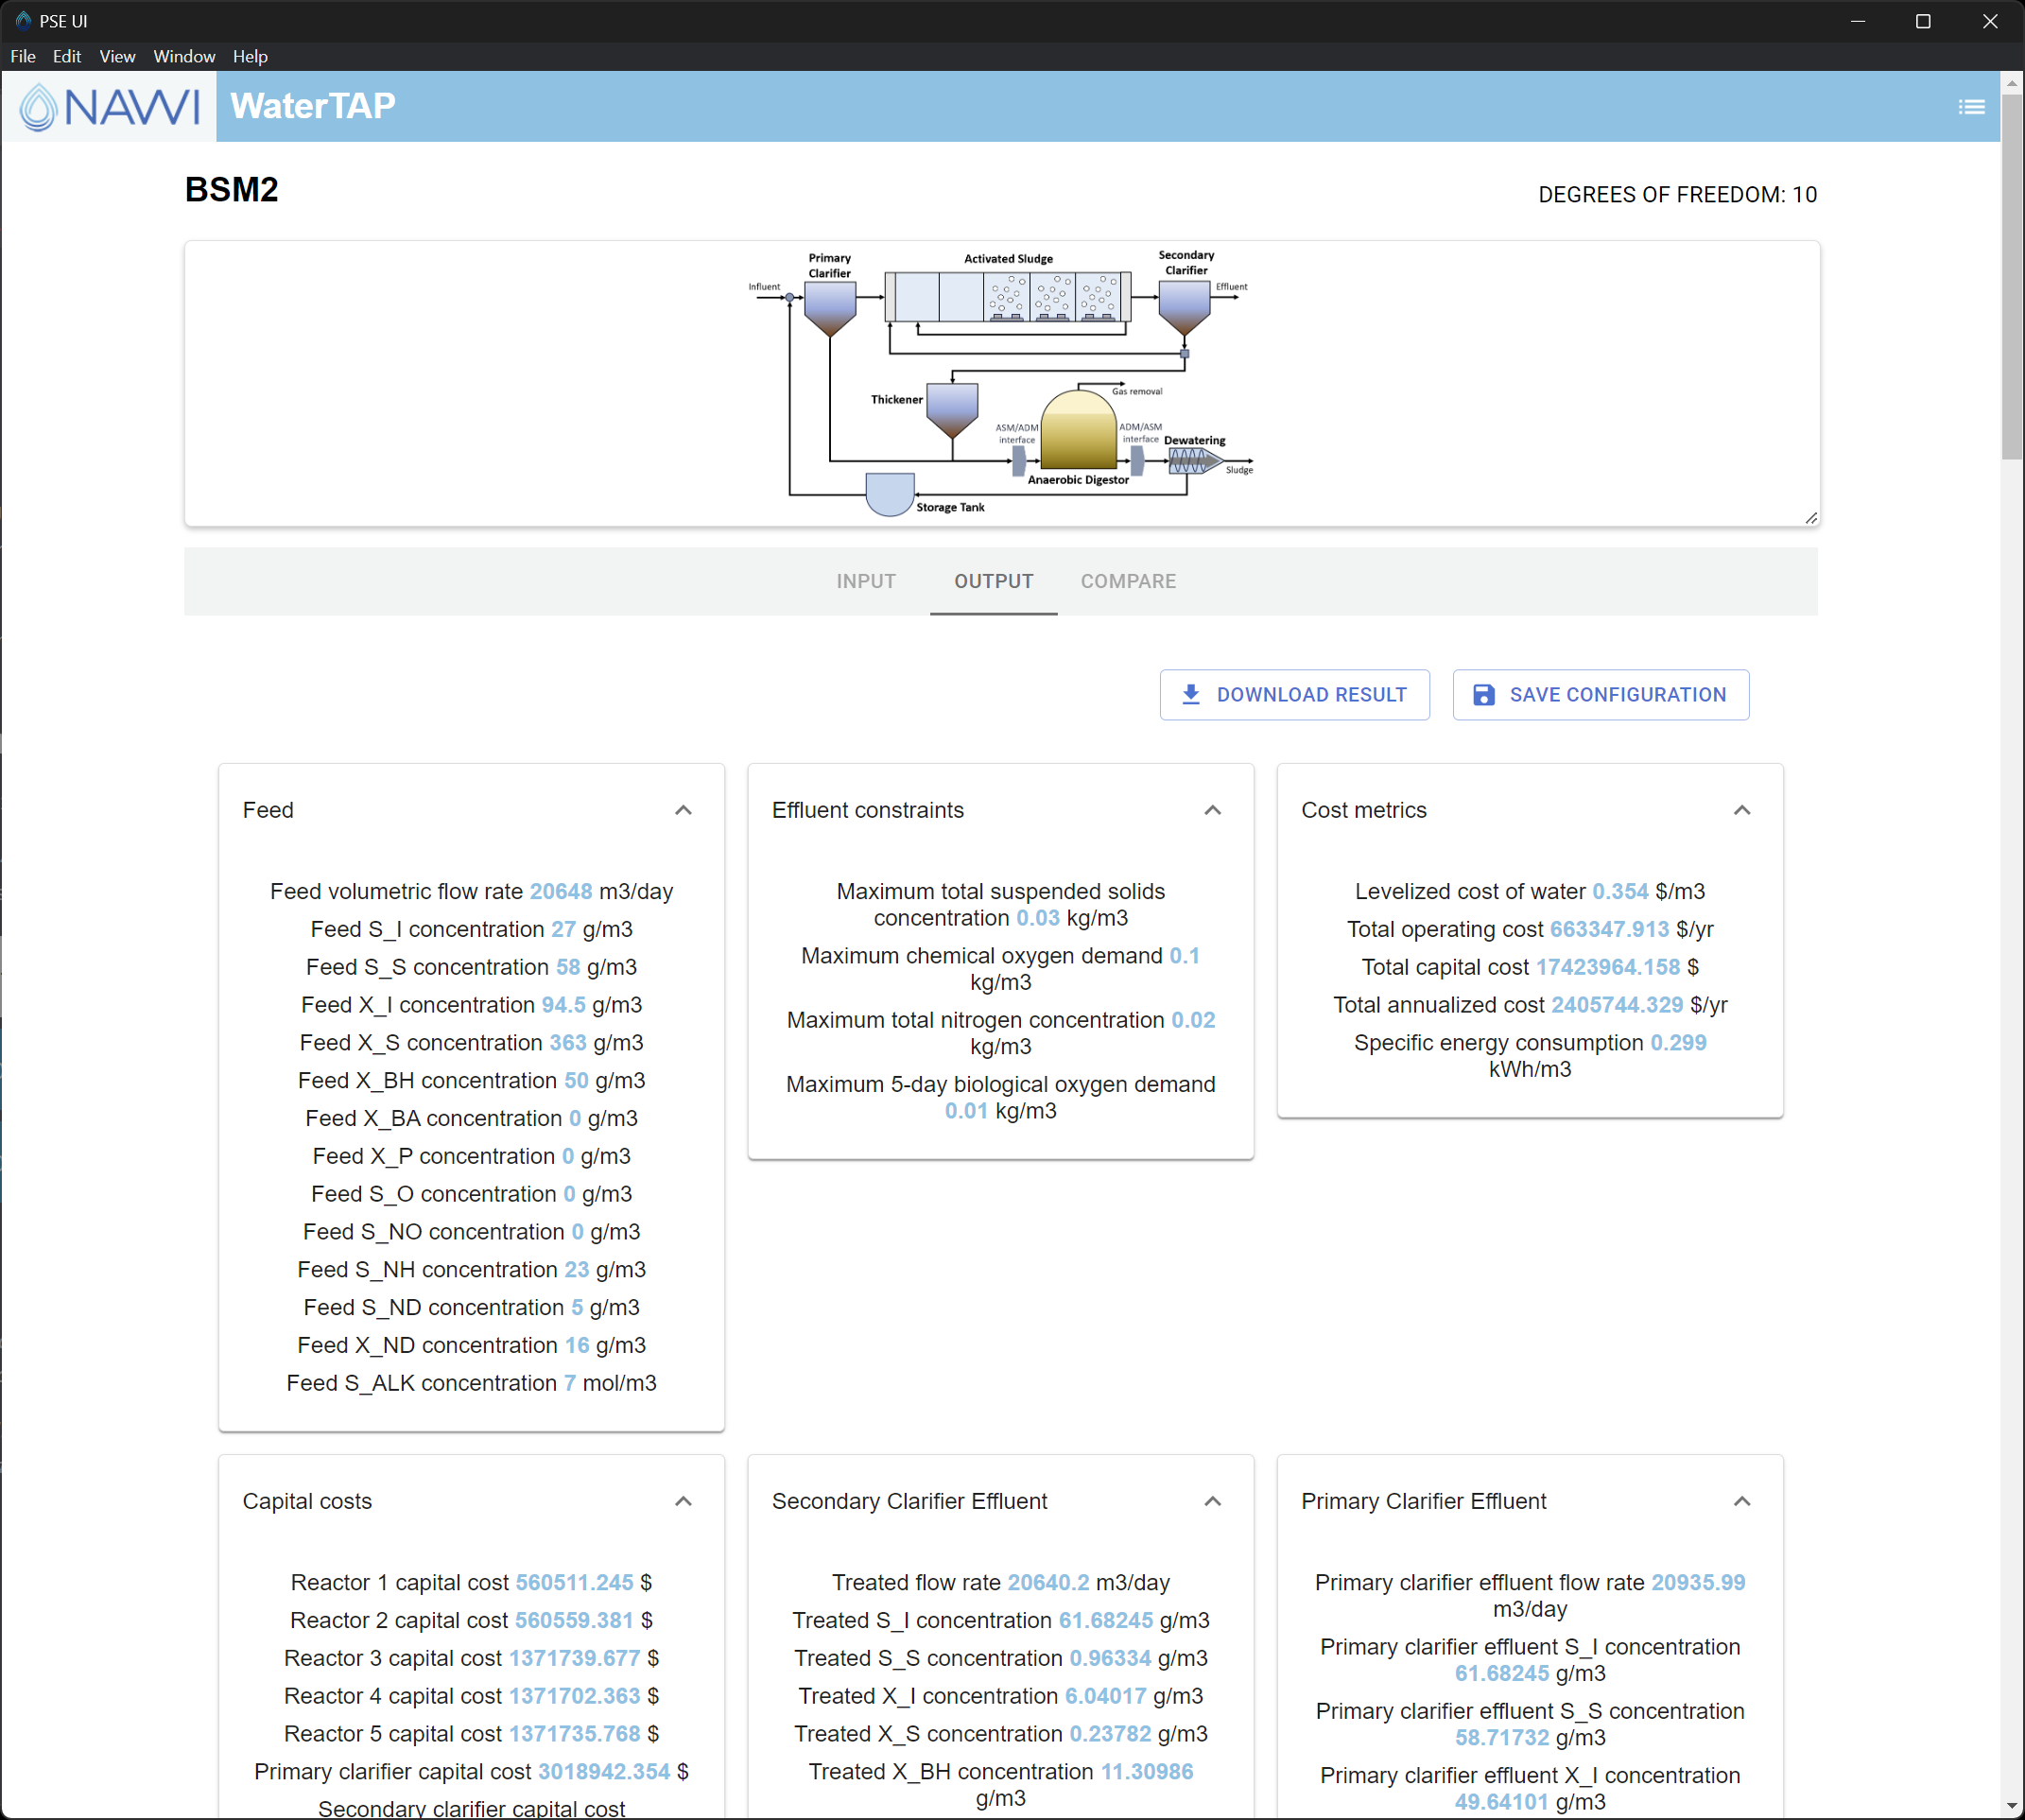 PSE UI
File Edit View Window Help
NAWI WaterTAP
BSM2
DEGREES OF FREEDOM: 10
Primary
Clarifier
Activated Sludge
Secondary
Clarifier
Influent
Effluent
Thickener
Gas removal
ASM/ADM
interface
ADM/ASM
interface
Dewatering
Sludge
Anaerobic Digestor
Storage Tank
INPUT OUTPUT COMPARE
DOWNLOAD RESULT SAVE CONFIGURATION
Feed
Feed volumetric flow rate 20648 m3/day
Feed S_I concentration 27 g/m3
Feed S_S concentration 58 g/m3
Feed X_I concentration 94.5 g/m3
Feed X_S concentration 363 g/m3
Feed X_BH concentration 50 g/m3
Feed X_BA concentration 0 g/m3
Feed X_P concentration 0 g/m3
Feed S_O concentration 0 g/m3
Feed S_NO concentration 0 g/m3
Feed S_NH concentration 23 g/m3
Feed S_ND concentration 5 g/m3
Feed X_ND concentration 16 g/m3
Feed S_ALK concentration 7 mol/m3
Effluent constraints
Maximum total suspended solids
concentration 0.03 kg/m3
Maximum chemical oxygen demand 0.1
kg/m3
Maximum total nitrogen concentration 0.02
kg/m3
Maximum 5-day biological oxygen demand
0.01 kg/m3
Cost metrics
Levelized cost of water 0.354 $/m3
Total operating cost 663347.913 $/yr
Total capital cost 17423964.158 $
Total annualized cost 2405744.329 $/yr
Specific energy consumption 0.299
kWh/m3
Capital costs
Reactor 1 capital cost 560511.245 $
Reactor 2 capital cost 560559.381 $
Reactor 3 capital cost 1371739.677 $
Reactor 4 capital cost 1371702.363 $
Reactor 5 capital cost 1371735.768 $
Primary clarifier capital cost 3018942.354 $
Secondary clarifier capital cost
Secondary Clarifier Effluent
Treated flow rate 20640.2 m3/day
Treated S_I concentration 61.68245 g/m3
Treated S_S concentration 0.96334 g/m3
Treated X_I concentration 6.04017 g/m3
Treated X_S concentration 0.23782 g/m3
Treated X_BH concentration 11.30986
g/m3
Primary Clarifier Effluent
Primary clarifier effluent flow rate 20935.99
m3/day
Primary clarifier effluent S_I concentration
61.68245 g/m3
Primary clarifier effluent S_S concentration
58.71732 g/m3
Primary clarifier effluent X_I concentration
49.64101 g/m3